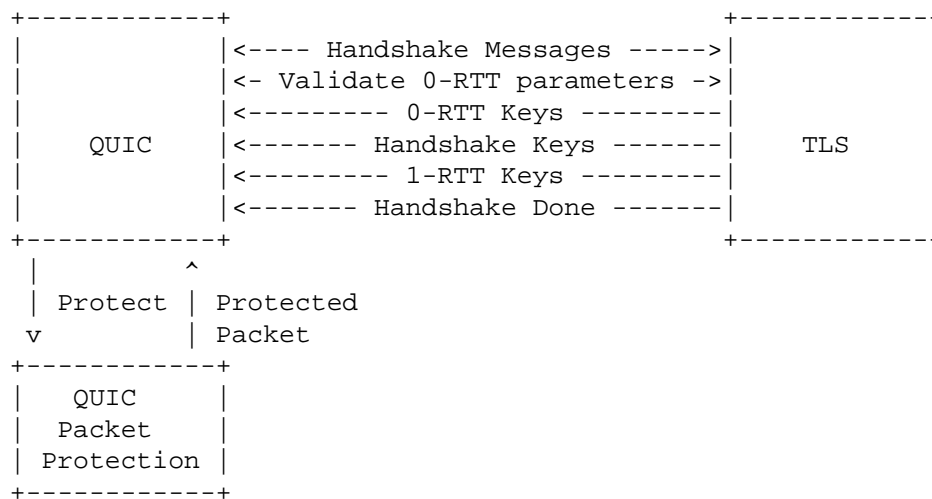 +------------+                               +------------
|            |<---- Handshake Messages ----->|
|            |<- Validate 0-RTT parameters ->|
|            |<--------- 0-RTT Keys ---------|
|    QUIC    |<------- Handshake Keys -------|     TLS
|            |<--------- 1-RTT Keys ---------|
|            |<------- Handshake Done -------|
+------------+                               +------------
 |         ^
 | Protect | Protected
 v         | Packet
+------------+
|   QUIC     |
|  Packet    |
| Protection |
+------------+